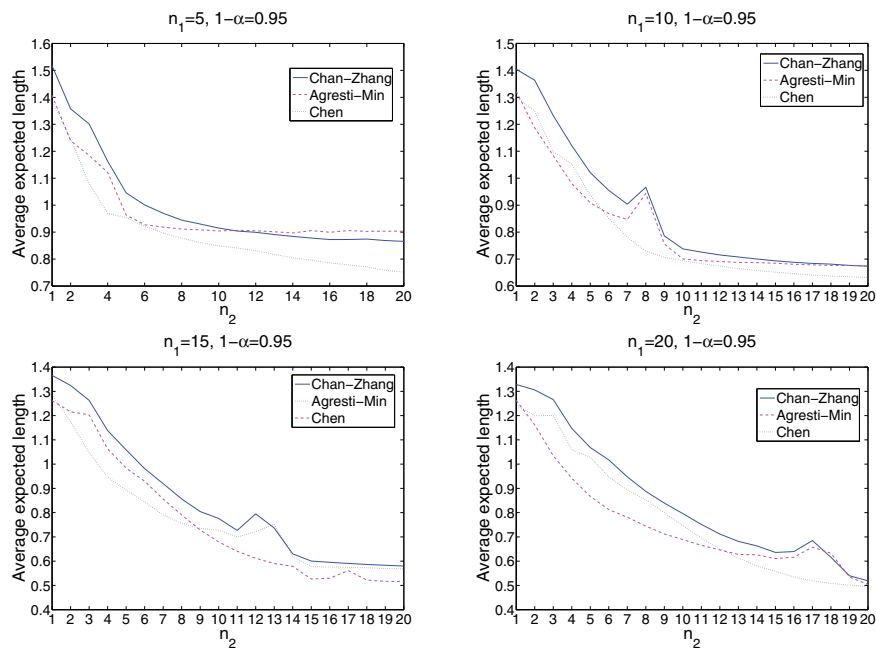 n1=5, 1−α=0.95
Average expected length
1.6
1.5
1.4
1.3
1.2
1.1
1
0.9
0.8
0.7
Chan−Zhang
Agresti−Min
Chen
1 2 4 6 8 10 12 14 16 18 20
n2
n1=10, 1−α=0.95
Average expected length
1.5
1.4
1.3
1.2
1.1
1
0.9
0.8
0.7
0.6
Chan−Zhang
Agresti−Min
Chen
1 2 3 4 5 6 7 8 9 10 11 12 13 14 15 16 17 18 19 20
n2
n1=15, 1−α=0.95
Average expected length
1.4
1.3
1.2
1.1
1
0.9
0.8
0.7
0.6
0.5
0.4
Chan−Zhang
Agresti−Min
Chen
1 2 3 4 5 6 7 8 9 10 11 12 13 14 15 16 17 18 19 20
n2
n1=20, 1−α=0.95
Average expected length
1.4
1.3
1.2
1.1
1
0.9
0.8
0.7
0.6
0.5
0.4
Chan−Zhang
Agresti−Min
Chen
1 2 3 4 5 6 7 8 9 10 11 12 13 14 15 16 17 18 19 20
n2